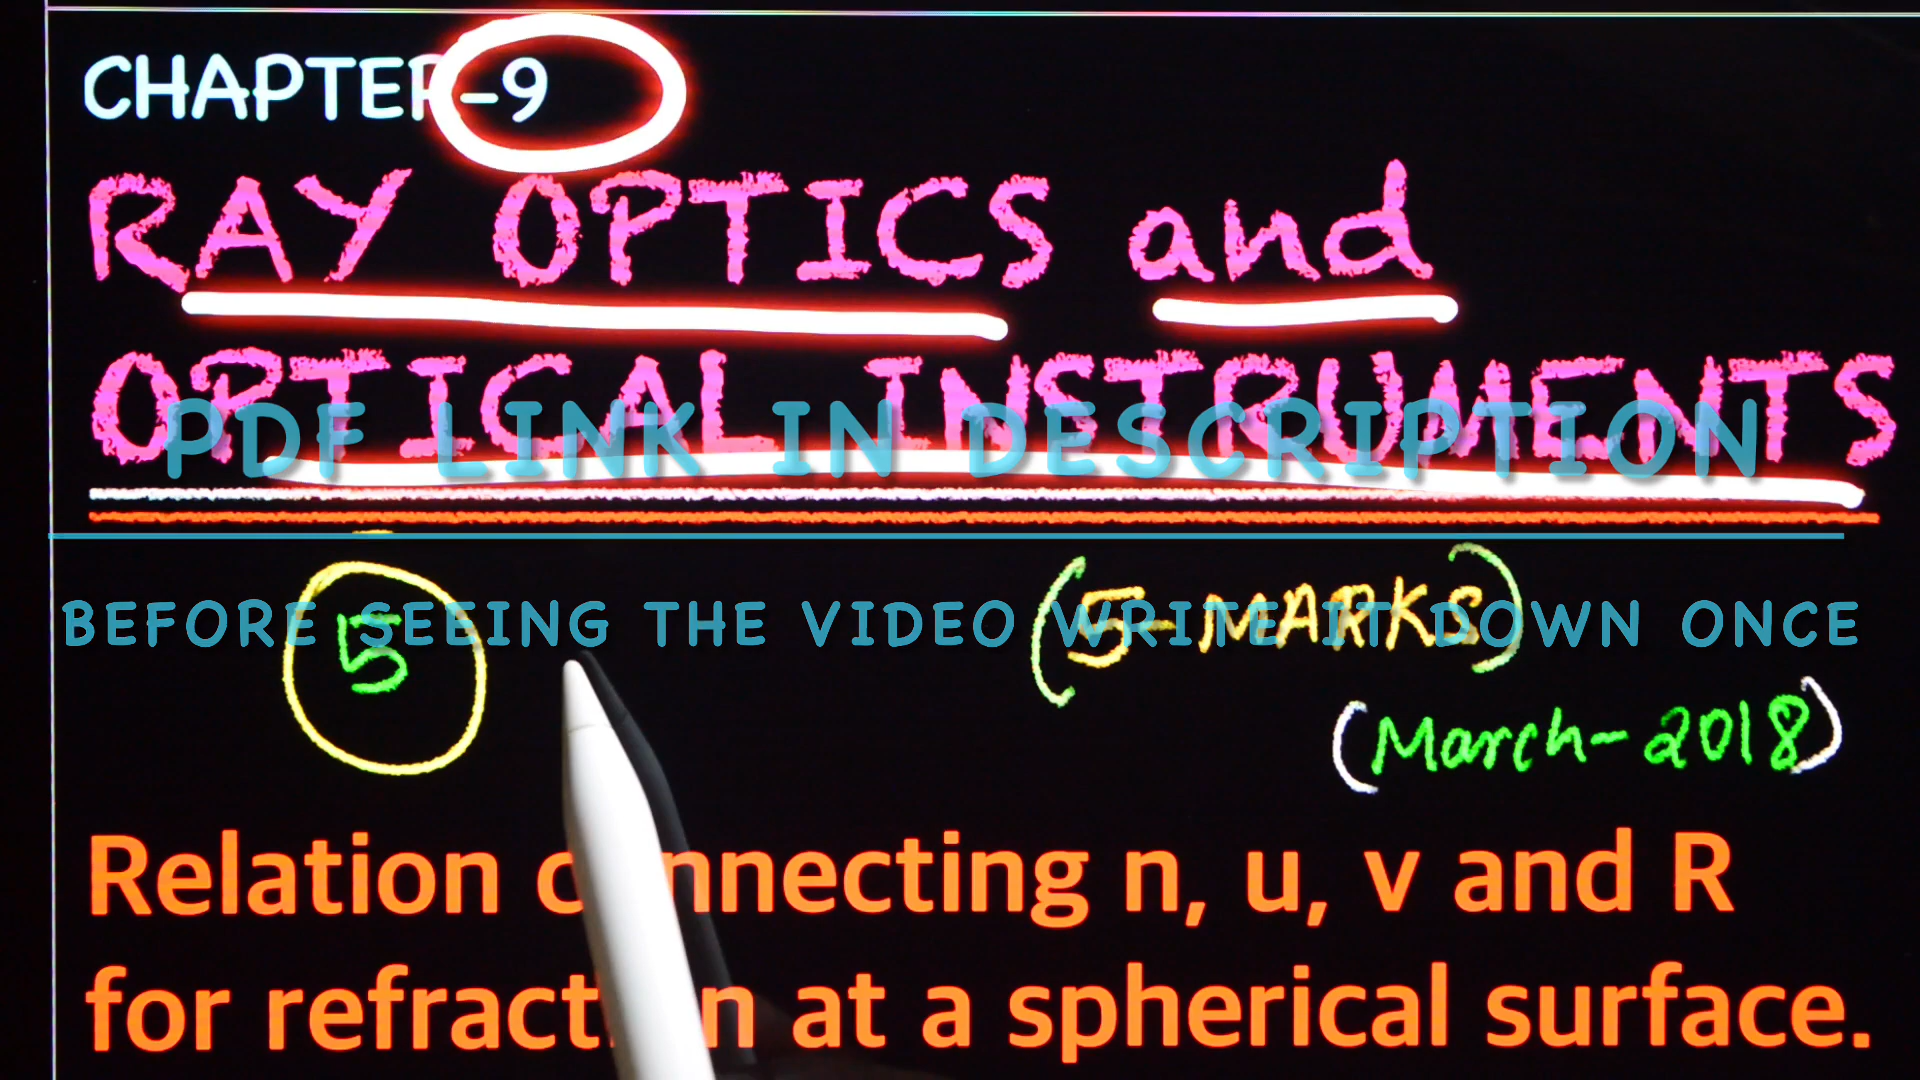 CHAPTER-9
RAY OPTICS and
OPTICAL INSTRUMENTS
PDF LINK IN DESCRIPTION
BEFORE SEEING THE VIDEO WRITE IT DOWN ONCE
5 (5-MARKS)
(March-2018)
Relation connecting n, u, v and R
for refraction at a spherical surface.